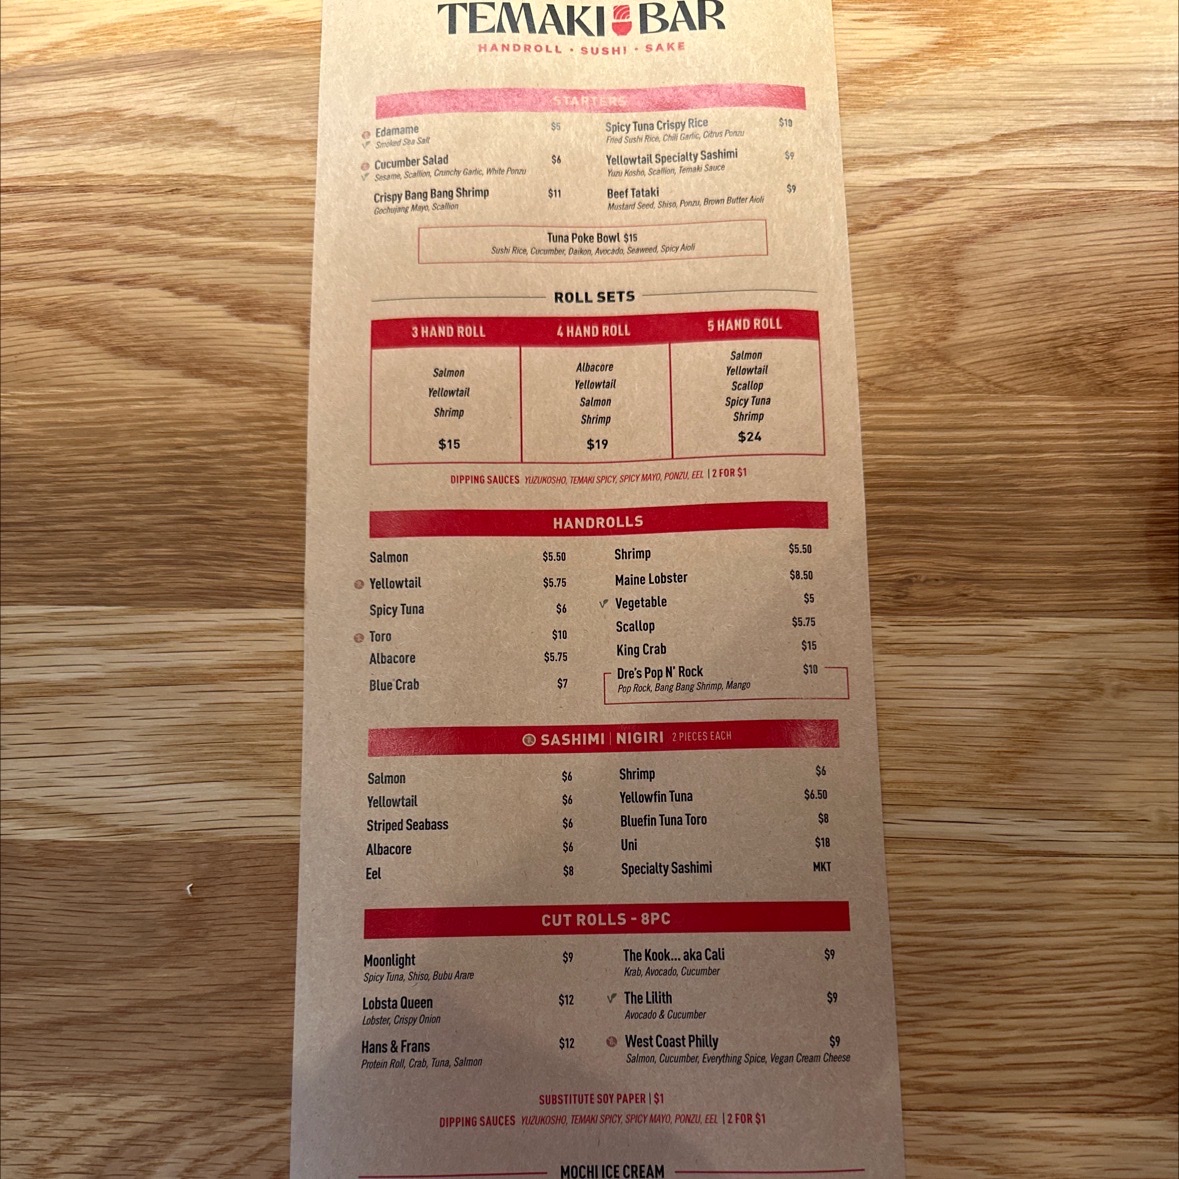 TEMAKI BAR
HANDROLL · SUSHI · SAKE
STARTERS
Edamame $5
Smoked Sea Salt
Cucumber Salad $6
Sesame, Scallion, Crunchy Garlic, White Ponzu
Crispy Bang Bang Shrimp $11
Gochujang Mayo, Scallion
Spicy Tuna Crispy Rice $10
Fried Sushi Rice, Chili Garlic, Citrus Ponzu
Yellowtail Specialty Sashimi $9
Yuzu Kosho, Scallion, Temaki Sauce
Beef Tataki $9
Mustard Seed, Shiso, Ponzu, Brown Butter Aioli
Tuna Poke Bowl $15
Sushi Rice, Cucumber, Daikon, Avocado, Seaweed, Spicy Aioli
ROLL SETS
3 HAND ROLL
Salmon
Yellowtail
Shrimp
$15
4 HAND ROLL
Albacore
Yellowtail
Salmon
Shrimp
$19
5 HAND ROLL
Salmon
Yellowtail
Scallop
Spicy Tuna
Shrimp
$24
DIPPING SAUCES YUZUKOSHO, TEMAKI SPICY, SPICY MAYO, PONZU, EEL | 2 FOR $1
HANDROLLS
Salmon $5.50
Yellowtail $5.75
Spicy Tuna $6
Toro $10
Albacore $5.75
Blue Crab $7
Shrimp $5.50
Maine Lobster $8.50
Vegetable $5
Scallop $5.75
King Crab $15
Dre's Pop N' Rock $10
Pop Rock, Bang Bang Shrimp, Mango
SASHIMI | NIGIRI 2 PIECES EACH
Salmon $6
Yellowtail $6
Striped Seabass $6
Albacore $6
Eel $8
Shrimp $6
Yellowfin Tuna $6.50
Bluefin Tuna Toro $8
Uni $18
Specialty Sashimi MKT
CUT ROLLS - 8PC
Moonlight $9
Spicy Tuna, Shiso, Bubu Arare
Lobsta Queen $12
Lobster, Crispy Onion
Hans & Frans $12
Protein Roll, Crab, Tuna, Salmon
The Kook... aka Cali $9
Krab, Avocado, Cucumber
The Lilith $9
Avocado & Cucumber
West Coast Philly $9
Salmon, Cucumber, Everything Spice, Vegan Cream Cheese
SUBSTITUTE SOY PAPER | $1
DIPPING SAUCES YUZUKOSHO, TEMAKI SPICY, SPICY MAYO, PONZU, EEL | 2 FOR $1
MOCHI ICE CREAM